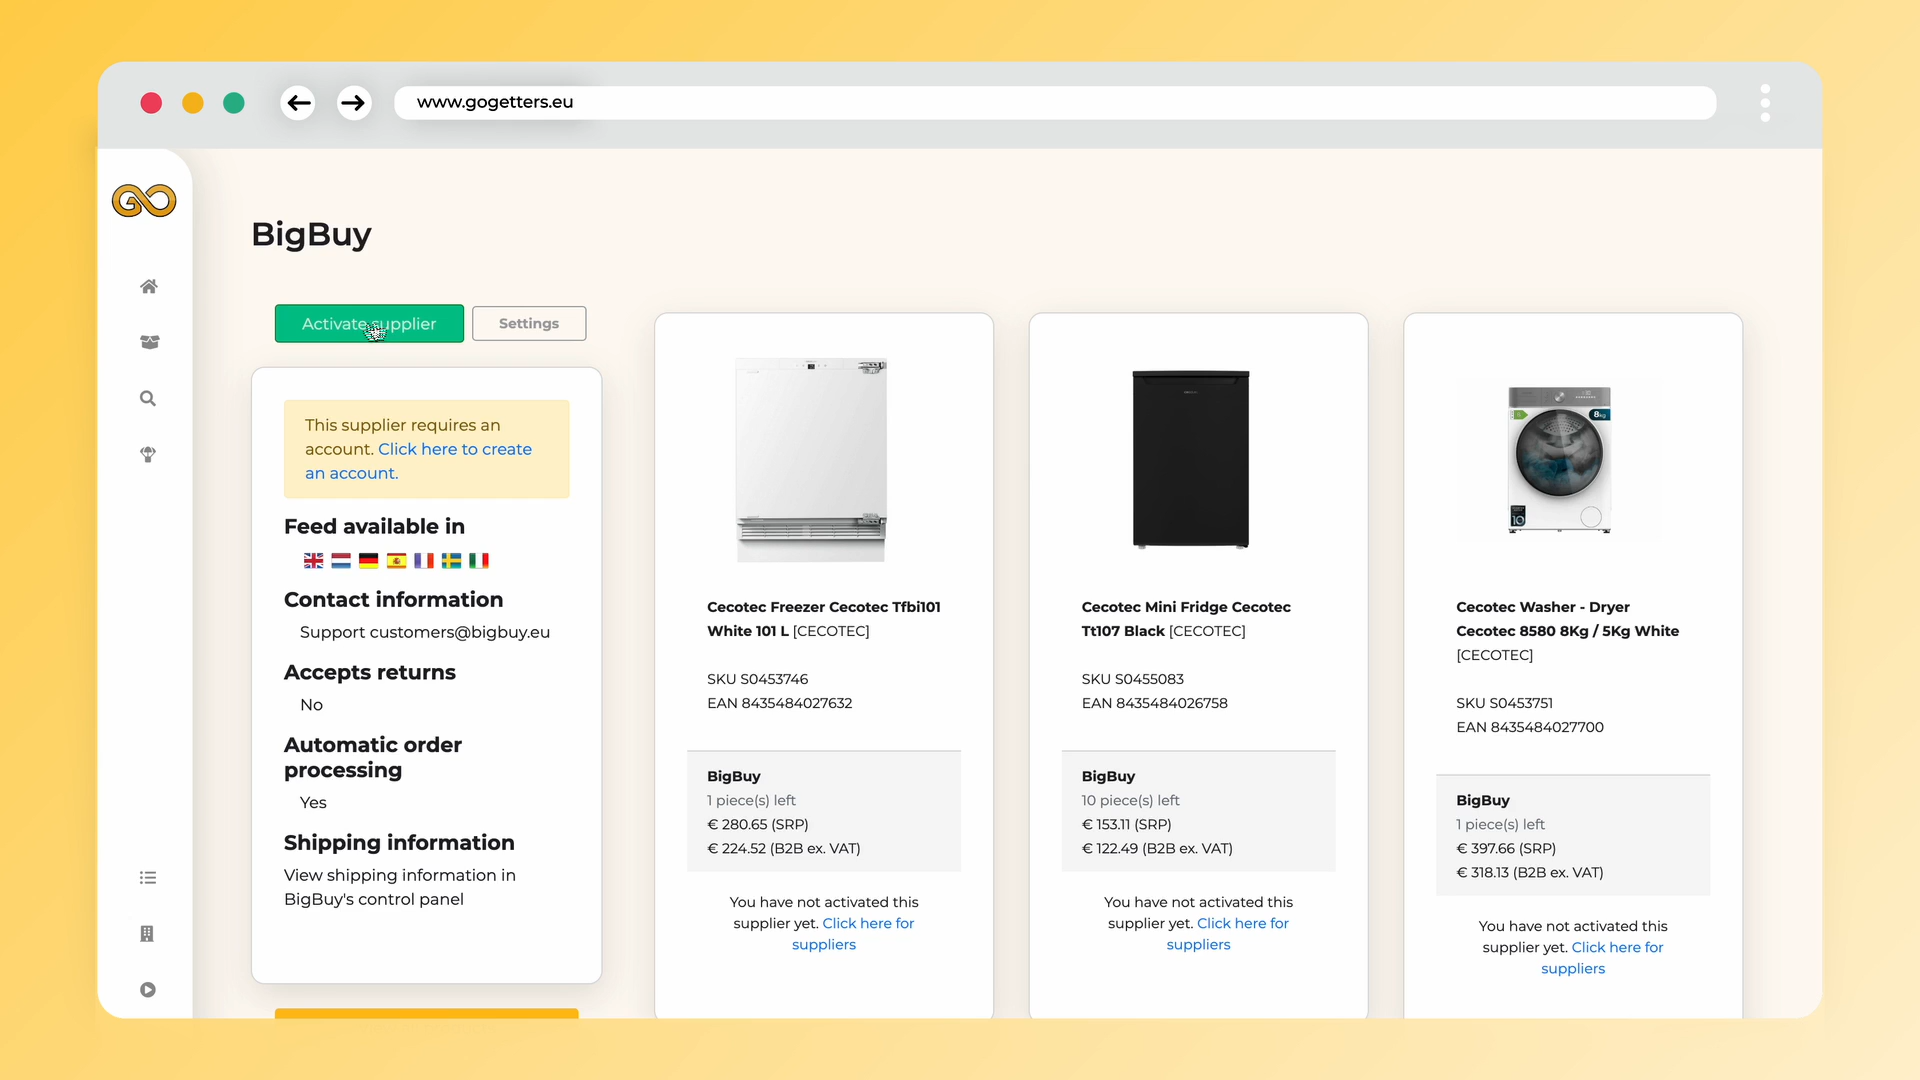 www.gogetters.eu
GO
BigBuy
Activate supplier
Settings
This supplier requires an
account. Click here to create
an account.
Feed available in
Contact information
Support customers@bigbuy.eu
Accepts returns
No
Automatic order
processing
Yes
Shipping information
View shipping information in
BigBuy's control panel
Cecotec Freezer Cecotec Tfbi101
White 101 L [CECOTEC]
SKU S0453746
EAN 8435484027632
BigBuy
1 piece(s) left
€ 280.65 (SRP)
€ 224.52 (B2B ex. VAT)
You have not activated this
supplier yet. Click here for
suppliers
Cecotec Mini Fridge Cecotec
Tt107 Black [CECOTEC]
SKU S0455083
EAN 8435484026758
BigBuy
10 piece(s) left
€ 153.11 (SRP)
€ 122.49 (B2B ex. VAT)
You have not activated this
supplier yet. Click here for
suppliers
8kg
10
Cecotec Washer - Dryer
Cecotec 8580 8Kg / 5Kg White
[CECOTEC]
SKU S0453751
EAN 8435484027700
BigBuy
1 piece(s) left
€ 397.66 (SRP)
€ 318.13 (B2B ex. VAT)
You have not activated this
supplier yet. Click here for
suppliers